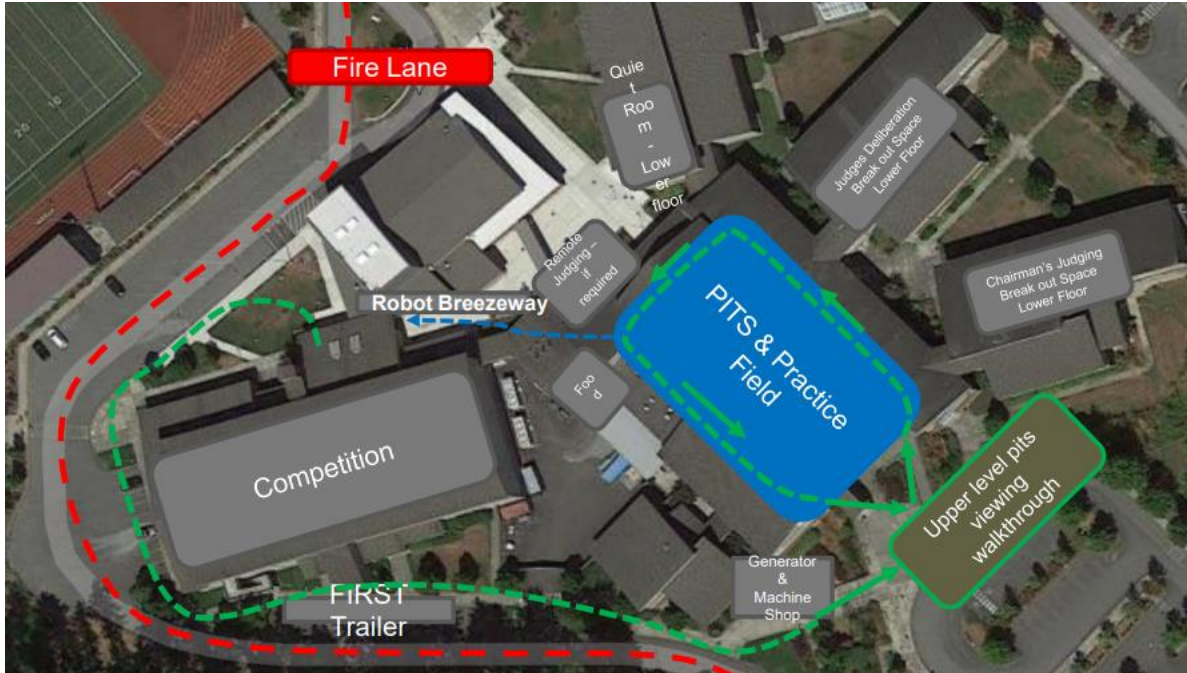 Fire Lane
Quie
t
Roo
m
-
Low
er
floor
Judges Deliberation
Break out Space
Lower Floor
Remote
Judging –
if
required
Chairman's Judging
Break out Space
Lower Floor
Robot Breezeway
PITS & Practice
Field
Foo
d
Competition
Upper level pits
viewing
walkthrough
Generator
&
Machine
Shop
FIRST
Trailer
10
20